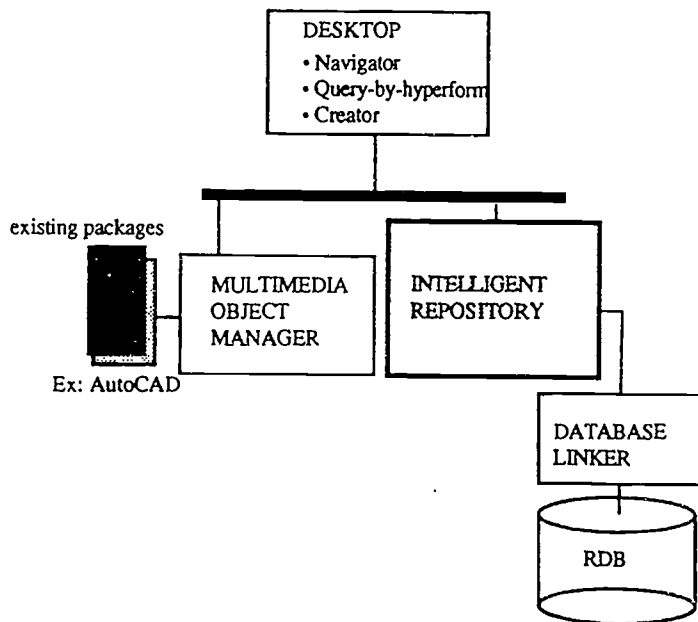 DESKTOP
• Navigator
• Query-by-hyperform
• Creator
existing packages
MULTIMEDIA
OBJECT
MANAGER
INTELLIGENT
REPOSITORY
Ex: AutoCAD
DATABASE
LINKER
RDB